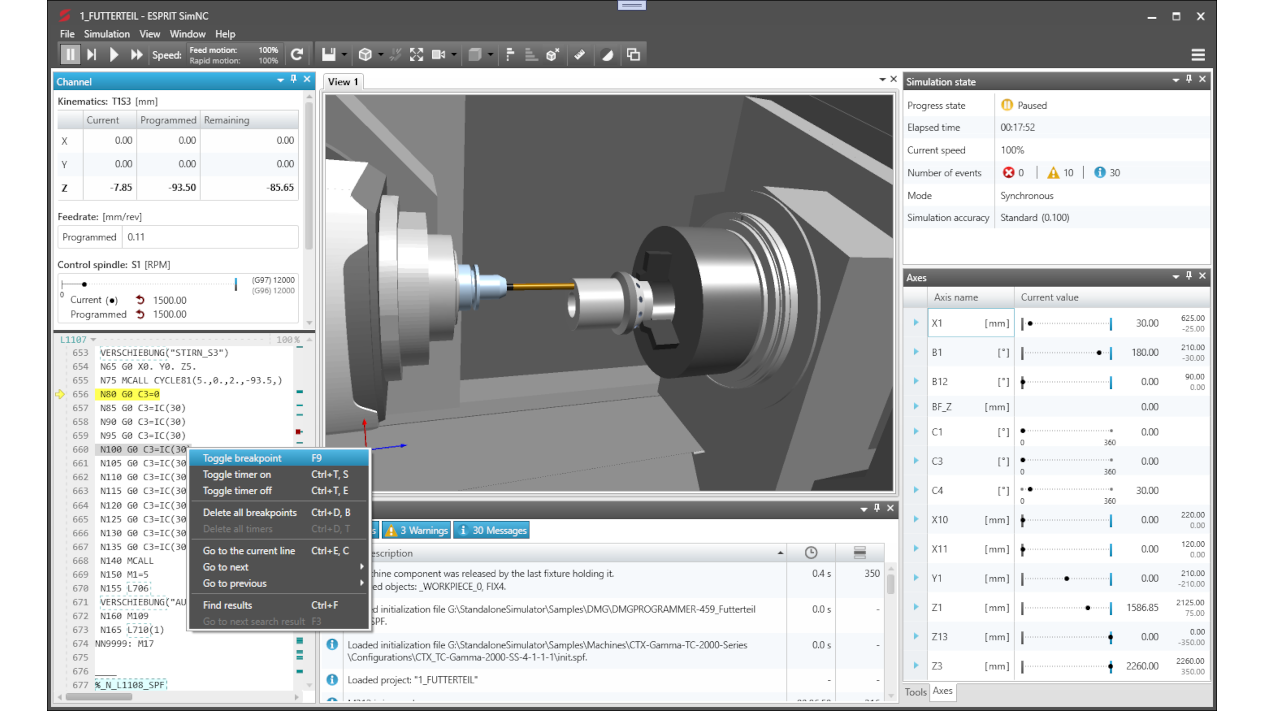 1_FUTTERTEIL - ESPRIT SimNC
File Simulation View Window Help
Speed: Feed motion: 100%
Rapid motion: 100%
Channel
Kinematics: T1S3 [mm]
Current Programmed Remaining
X 0.00 0.00 0.00
Y 0.00 0.00 0.00
Z -7.85 -93.50 -85.65
Feedrate: [mm/rev]
Programmed 0.11
Control spindle: S1 [RPM]
(G97) 12000
0 (G96) 12000
Current (●) 1500.00
Programmed 1500.00
L1107 100%
653 VERSCHIEBUNG("STIRN_S3")
654 N65 G0 X0. Y0. Z5.
655 N75 MCALL CYCLE81(5.,0.,2.,-93.5,)
656 N80 G0 C3=0
657 N85 G0 C3=IC(30)
658 N90 G0 C3=IC(30)
659 N95 G0 C3=IC(30)
660 N100 G0 C3=IC(30
661 N105 G0 C3=IC(30
662 N110 G0 C3=IC(30
663 N115 G0 C3=IC(30
664 N120 G0 C3=IC(30
665 N125 G0 C3=IC(30
666 N130 G0 C3=IC(30
667 N135 G0 C3=IC(30
668 N140 MCALL
669 N150 M1=5
670 N155 L706
671 VERSCHIEBUNG("AU
672 N160 M109
673 N165 L710(1)
674 NN9999: M17
675
676 ____
677 %_N_L1108_SPF
Toggle breakpoint F9
Toggle timer on Ctrl+T, S
Toggle timer off Ctrl+T, E
Delete all breakpoints Ctrl+D, B
Delete all timers Ctrl+D, T
Go to the current line Ctrl+E, C
Go to next
Go to previous
Find results Ctrl+F
Go to next search result F3
View 1
s 3 Warnings 30 Messages
escription
chine component was released by the last fixture holding it. 0.4 s 350
ed objects: _WORKPIECE_0, FIX4.
d initialization file G:\StandaloneSimulator\Samples\DMG\DMGPROGRAMMER-459_Futterteil 0.0 s -
SPF.
Loaded initialization file G:\StandaloneSimulator\Samples\Machines\CTX-Gamma-TC-2000-Series 0.0 s -
\Configurations\CTX_TC-Gamma-2000-SS-4-1-1-1\init.spf.
Loaded project: "1_FUTTERTEIL" - -
Simulation state
Progress state Paused
Elapsed time 00:17:52
Current speed 100%
Number of events 0 | 10 | 30
Mode Synchronous
Simulation accuracy Standard (0.100)
Axes
Axis name Current value
X1 [mm] 30.00 625.00
-25.00
B1 [°] 180.00 210.00
-30.00
B12 [°] 0.00 90.00
0.00
BF_Z [mm] 0.00
C1 [°] 0.00
0 360
C3 [°] 0.00
0 360
C4 [°] 30.00
0 360
X10 [mm] 0.00 220.00
0.00
X11 [mm] 0.00 120.00
0.00
Y1 [mm] 0.00 210.00
-210.00
Z1 [mm] 1586.85 2125.00
75.00
Z13 [mm] 0.00 0.00
-350.00
Z3 [mm] 2260.00 2260.00
350.00
Tools Axes